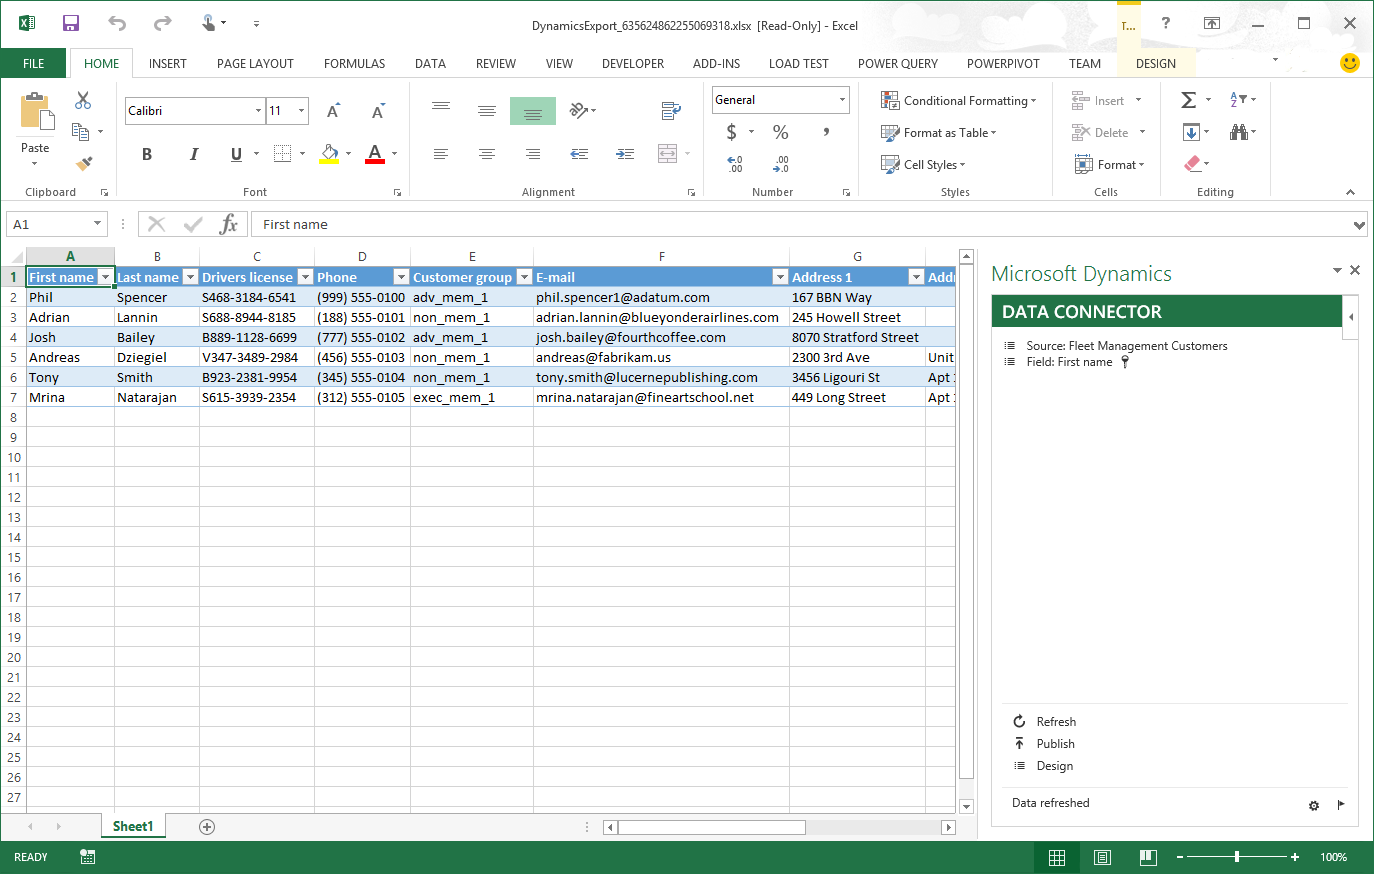 DynamicsExport_635624862255069318.xlsx [Read-Only] - Excel
T...
?
FILE HOME INSERT PAGE LAYOUT FORMULAS DATA REVIEW VIEW DEVELOPER ADD-INS LOAD TEST POWER QUERY POWERPIVOT TEAM DESIGN
Paste
Calibri 11
B I U A
General
$ % ,
Conditional Formatting
Format as Table
Cell Styles
Insert
Delete
Format
Clipboard Font Alignment Number Styles Cells Editing
A1 fx First name
A B C D E F G
1 First name Last name Drivers license Phone Customer group E-mail Address 1 Addr
2 Phil Spencer S468-3184-6541 (999) 555-0100 adv_mem_1 phil.spencer1@adatum.com 167 BBN Way
3 Adrian Lannin S688-8944-8185 (188) 555-0101 non_mem_1 adrian.lannin@blueyonderairlines.com 245 Howell Street
4 Josh Bailey B889-1128-6699 (777) 555-0102 adv_mem_1 josh.bailey@fourthcoffee.com 8070 Stratford Street
5 Andreas Dziegiel V347-3489-2984 (456) 555-0103 non_mem_1 andreas@fabrikam.us 2300 3rd Ave Unit
6 Tony Smith B923-2381-9954 (345) 555-0104 non_mem_1 tony.smith@lucernepublishing.com 3456 Ligouri St Apt
7 Mrina Natarajan S615-3939-2354 (312) 555-0105 exec_mem_1 mrina.natarajan@fineartschool.net 449 Long Street Apt
8
9
10
11
12
13
14
15
16
17
18
19
20
21
22
23
24
25
26
27
Microsoft Dynamics
DATA CONNECTOR
Source: Fleet Management Customers
Field: First name
Refresh
Publish
Design
Data refreshed
Sheet1
READY
100%